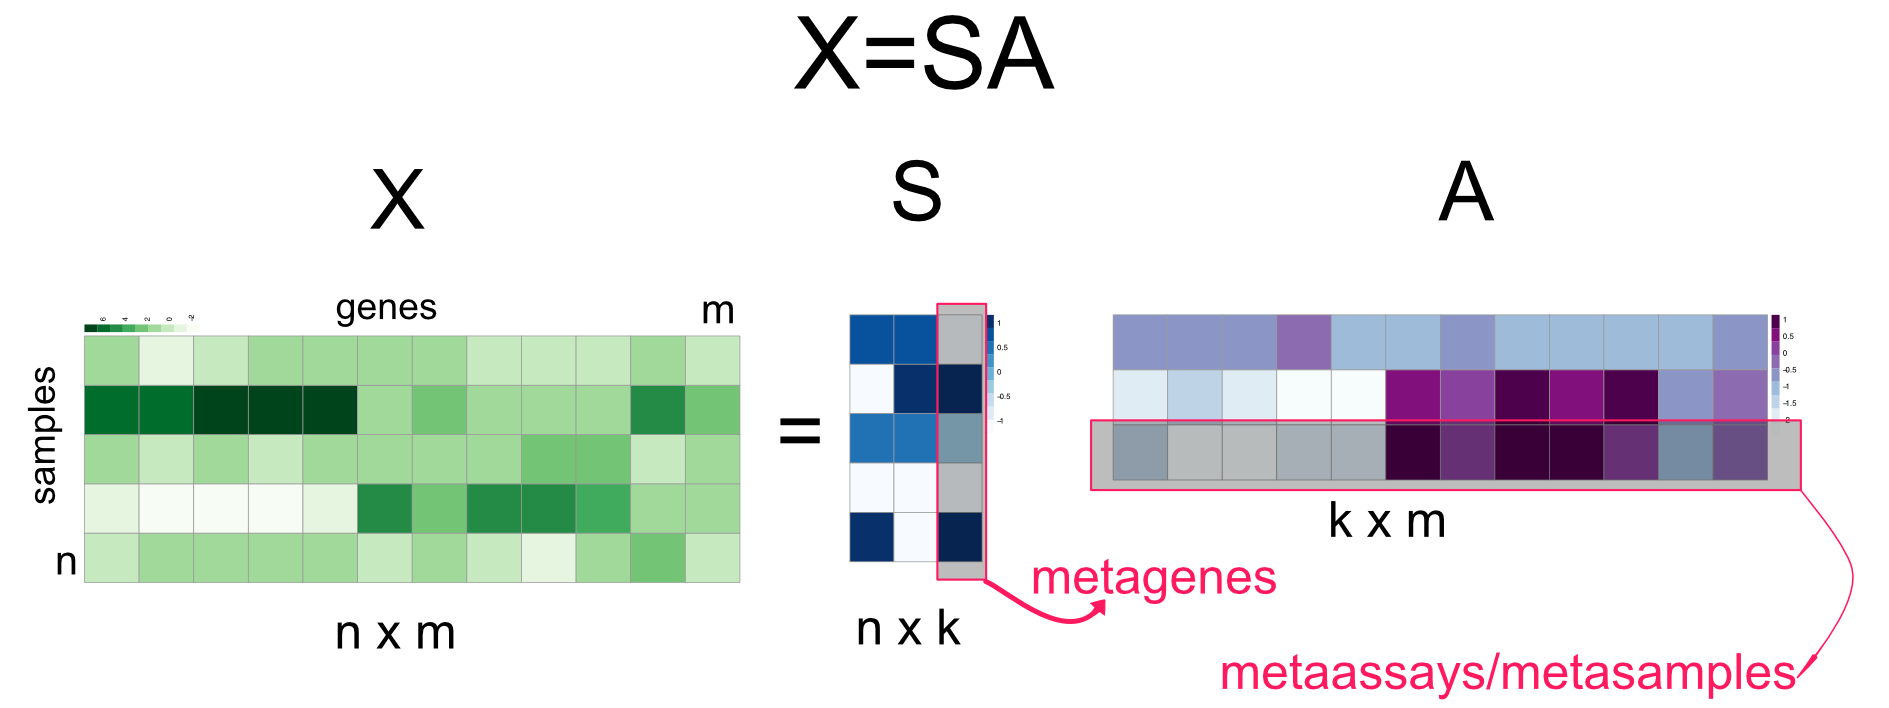 X=SA
X
S
A
genes
m
6 4 2 0 -2
samples
n
n x m
=
1
0.5
0
-0.5
-1
n x k
metagenes
1
0.5
0
-0.5
-1
-1.5
k x m
metaassays/metasamples